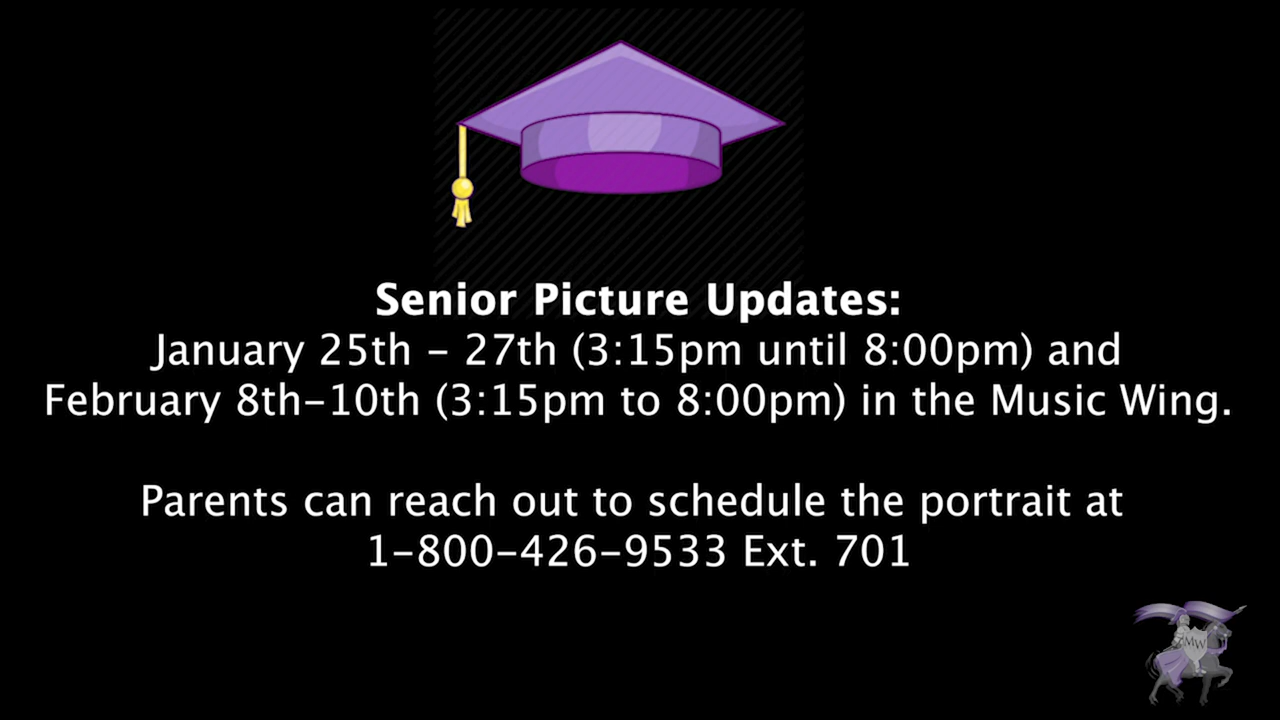 Senior Picture Updates:
January 25th - 27th (3:15pm until 8:00pm) and
February 8th-10th (3:15pm to 8:00pm) in the Music Wing.
Parents can reach out to schedule the portrait at
1-800-426-9533 Ext. 701
MW